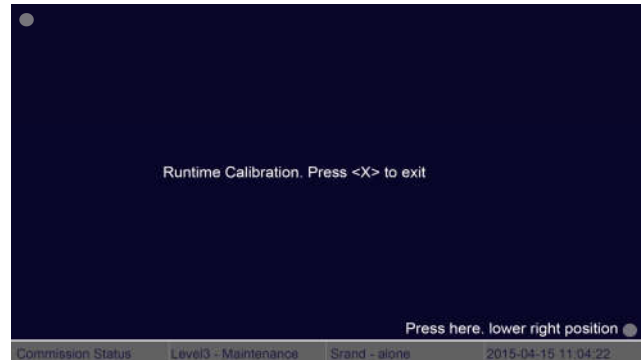 Runtime Calibration. Press <X> to exit
Press here. lower right position
Commission Status Level3 - Maintenance Srand - alone 2015-04-15 11:04:22